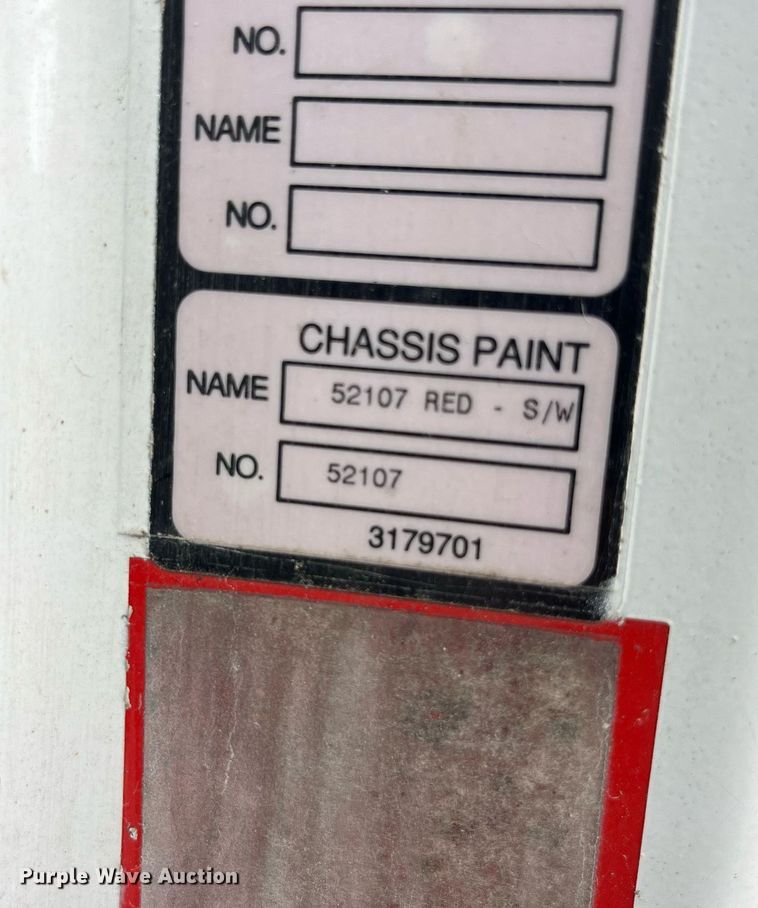 NO.
NAME
NO.
CHASSIS PAINT
NAME 52107 RED - S/W
NO. 52107
3179701
Purple Wave Auction